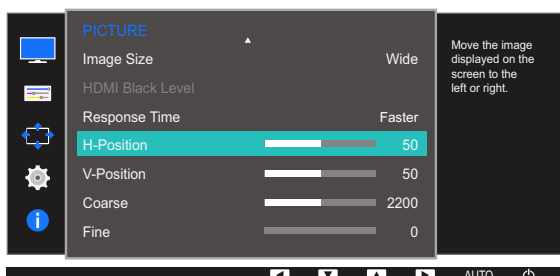 PICTURE
Image Size Wide
HDMI Black Level
Response Time Faster
H-Position 50
V-Position 50
Coarse 2200
Fine 0
Move the image
displayed on the
screen to the
left or right.
AUTO